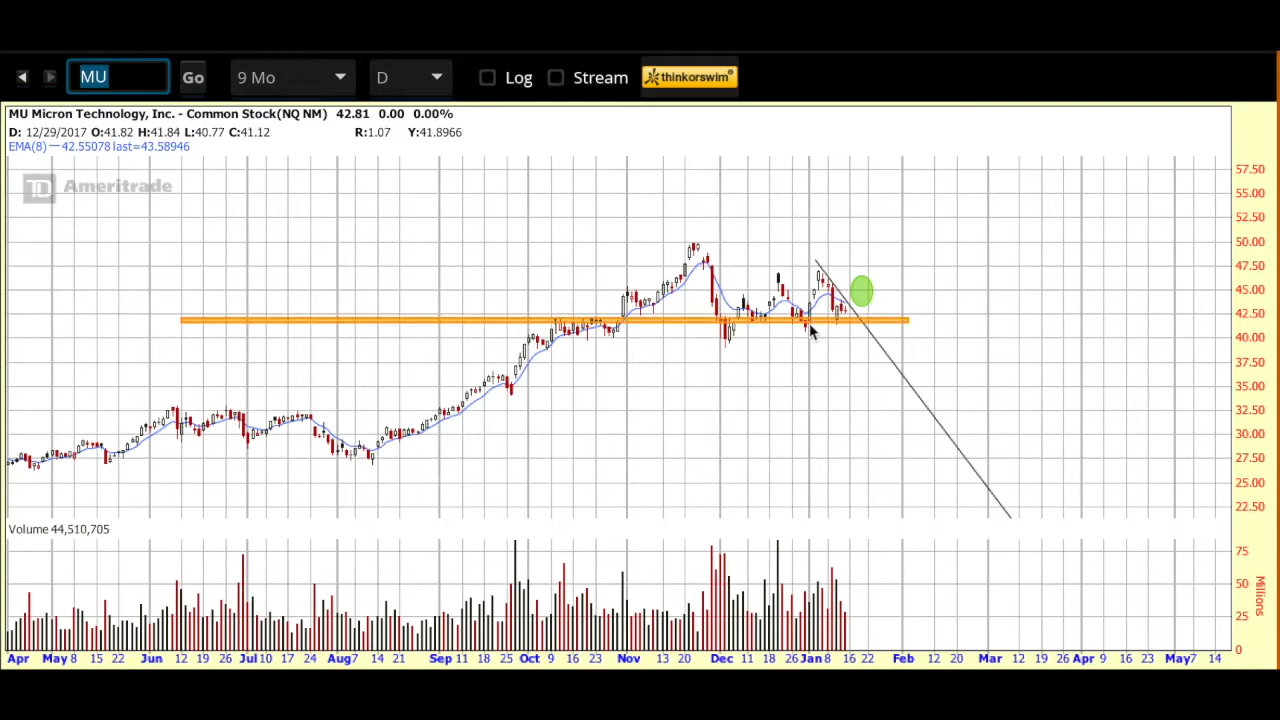 MU Go 9 Mo D Log Stream thinkorswim®
MU Micron Technology, Inc. - Common Stock(NQ NM) 42.81 0.00 0.00%
D: 12/29/2017 O:41.82 H:41.84 L:40.77 C:41.12 R:1.07 Y:41.8966
EMA(8) — 42.55078 last=43.58946
TD Ameritrade
57.50
55.00
52.50
50.00
47.50
45.00
42.50
40.00
37.50
35.00
32.50
30.00
27.50
25.00
22.50
Volume 44,510,705
75
50
25
0
Millions
Apr May 8 15 22 Jun 12 19 26 Jul 10 17 24 Aug 7 14 21 Sep 11 18 25 Oct 9 16 23 Nov 13 20 Dec 11 18 26 Jan 8 16 22 Feb 12 20 Mar 12 19 26 Apr 9 16 23 May 7 14